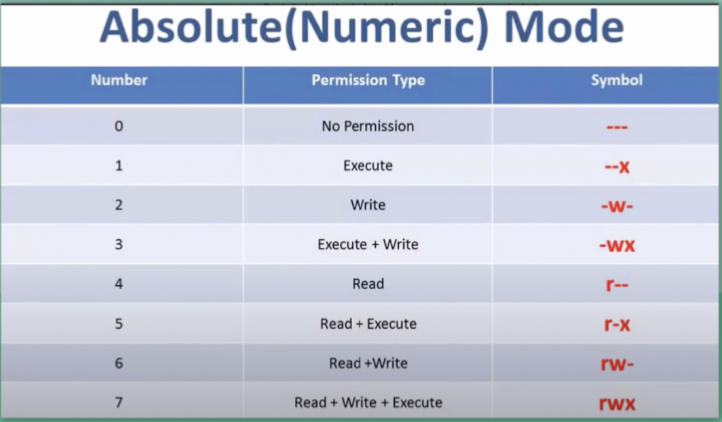 Absolute(Numeric) Mode
Number Permission Type Symbol
0 No Permission ---
1 Execute --x
2 Write -w-
3 Execute + Write -wx
4 Read r--
5 Read + Execute r-x
6 Read +Write rw-
7 Read + Write + Execute rwx